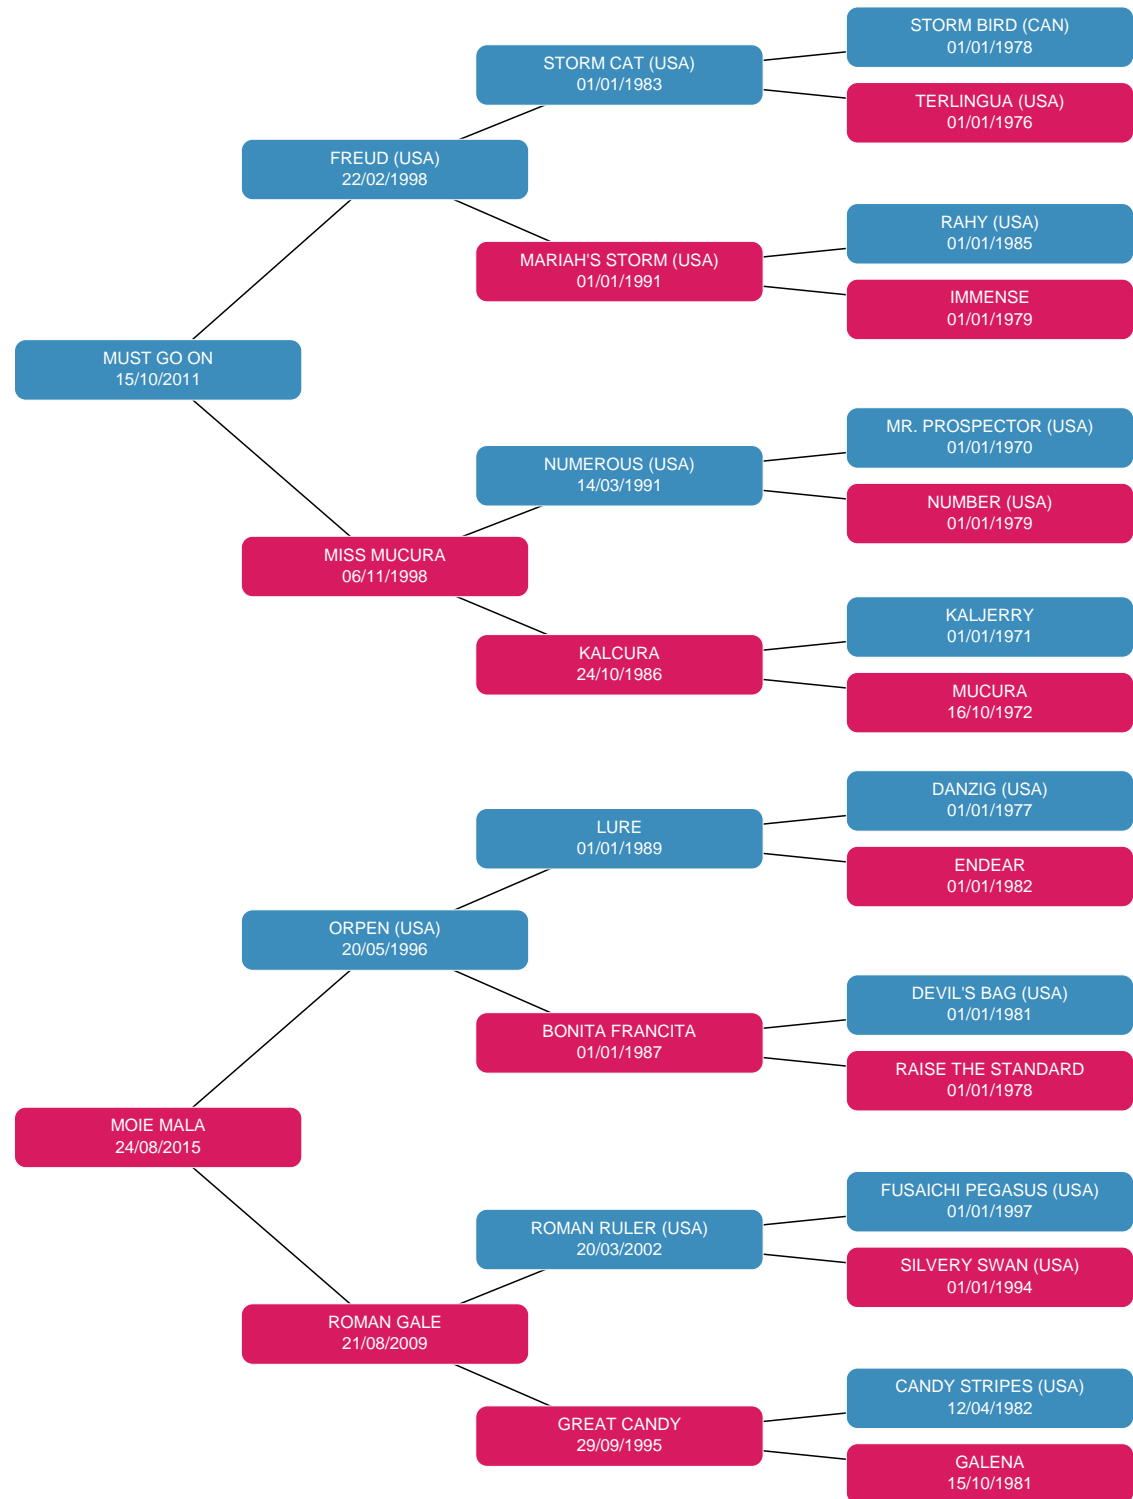 STORM BIRD (CAN)
01/01/1978
STORM CAT (USA)
01/01/1983
TERLINGUA (USA)
01/01/1976
FREUD (USA)
22/02/1998
RAHY (USA)
01/01/1985
MARIAH'S STORM (USA)
01/01/1991
IMMENSE
01/01/1979
MUST GO ON
15/10/2011
MR. PROSPECTOR (USA)
01/01/1970
NUMEROUS (USA)
14/03/1991
NUMBER (USA)
01/01/1979
MISS MUCURA
06/11/1998
KALJERRY
01/01/1971
KALCURA
24/10/1986
MUCURA
16/10/1972
DANZIG (USA)
01/01/1977
LURE
01/01/1989
ENDEAR
01/01/1982
ORPEN (USA)
20/05/1996
DEVIL'S BAG (USA)
01/01/1981
BONITA FRANCITA
01/01/1987
RAISE THE STANDARD
01/01/1978
MOIE MALA
24/08/2015
FUSAICHI PEGASUS (USA)
01/01/1997
ROMAN RULER (USA)
20/03/2002
SILVERY SWAN (USA)
01/01/1994
ROMAN GALE
21/08/2009
CANDY STRIPES (USA)
12/04/1982
GREAT CANDY
29/09/1995
GALENA
15/10/1981